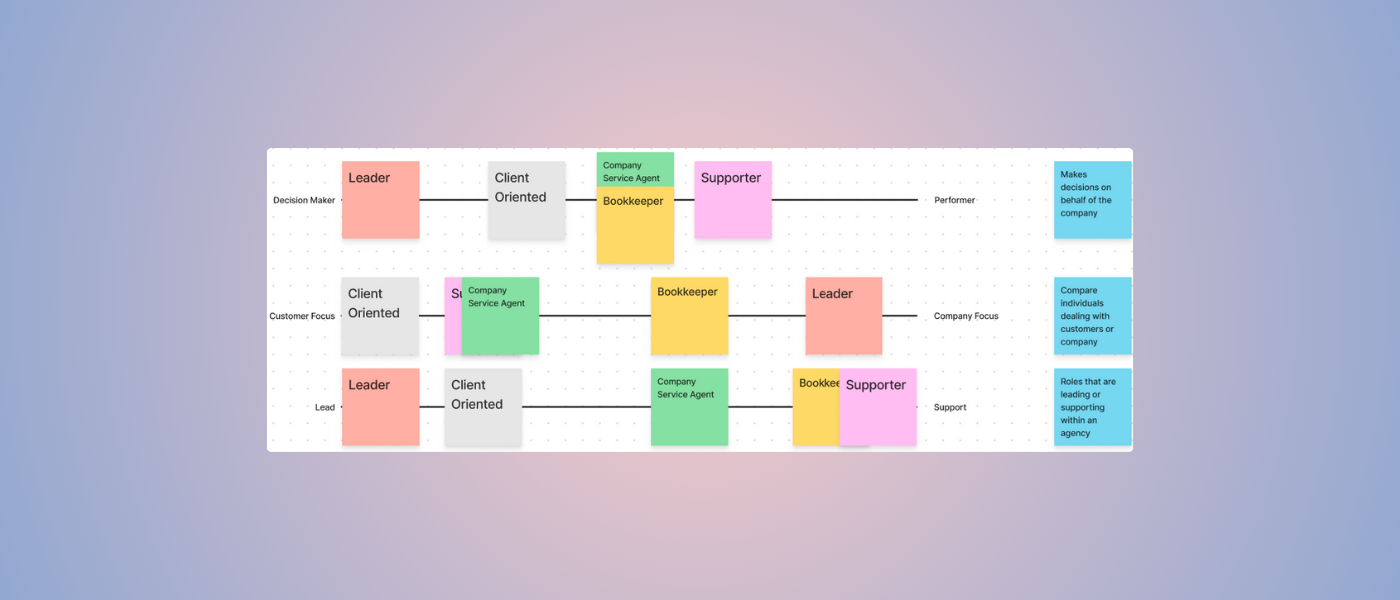 Leader
Client
Oriented
Company
Service Agent
Bookkeeper
Supporter
Decision Maker
Performer
Makes
decisions on
behalf of the
company
Client
Oriented
Su
Company
Service Agent
Bookkeeper
Leader
Customer Focus
Company Focus
Compare
individuals
dealing with
customers or
company
Leader
Client
Oriented
Company
Service Agent
Bookkee
Supporter
Lead
Support
Roles that are
leading or
supporting
within an
agency